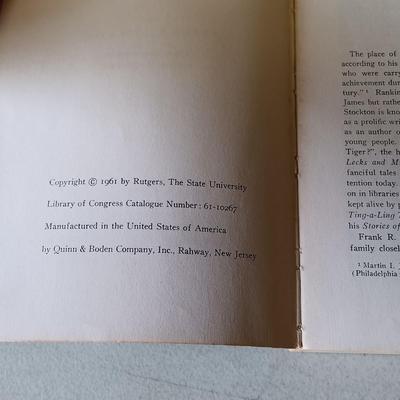 Copyright © 1961 by Rutgers, The State University
Library of Congress Catalogue Number: 61-10267
Manufactured in the United States of America
by Quinn & Boden Company, Inc., Rahway, New Jersey
The place of
according to his
who were carry
achievement dur
tury." ¹ Rankin
James but rathe
Stockton is know
as a prolific wri
as an author o
young people.
Tiger?", the h
Locks and M
fanciful tales
tention today.
on in libraries
kept alive by p
Ting-a-Ling T
his Stories of
Frank R.
family closel
¹ Martin I. J
(Philadelphia